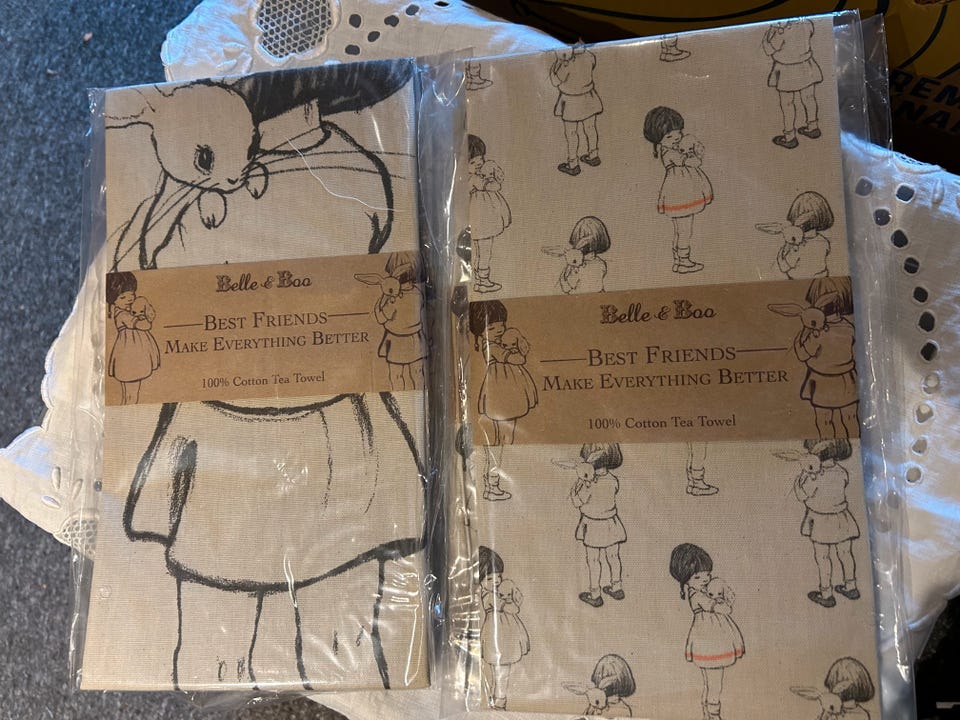 Belle & Boo
BEST FRIENDS
MAKE EVERYTHING BETTER
100% Cotton Tea Towel
Belle & Boo
BEST FRIENDS
MAKE EVERYTHING BETTER
100% Cotton Tea Towel